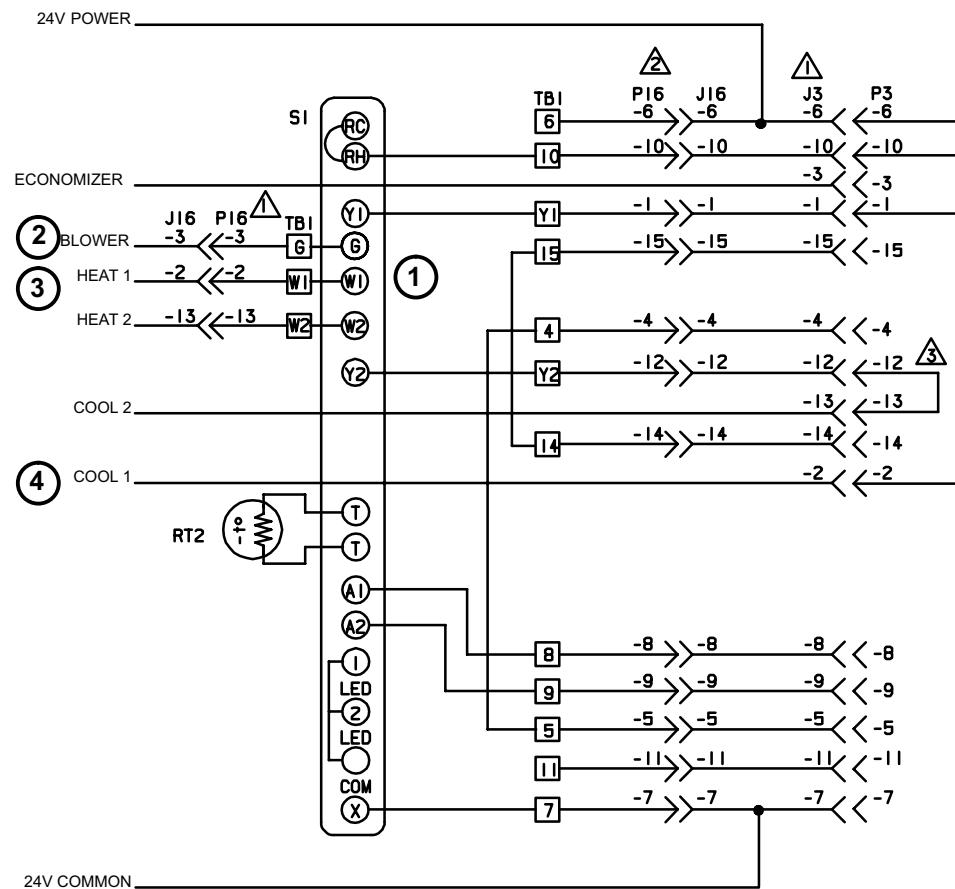 24V POWER
2
1
TB1 P16 J16 J3 P3
S1 RC 6 -6 -6 -6 -6
RH 10 -10 -10 -10 -10
ECONOMIZER -3 -3
1
J16 P16 TB1 Y1 Y1 -1 -1 -1 -1
2 BLOWER -3 -3 G G 15 -15 -15 -15 -15
3 HEAT 1 -2 -2 W1 W1 1
HEAT 2 -13 -13 W2 W2 4 -4 -4 -4 -4
3
Y2 Y2 -12 -12 -12 -12
COOL 2 -13 -13
14 -14 -14 -14 -14
4 COOL 1 -2 -2
T
RT2 -t°
T
A1
A2
1 8 -8 -8 -8 -8
LED
2 9 -9 -9 -9 -9
LED 5 -5 -5 -5 -5
11 -11 -11 -11 -11
COM
X 7 -7 -7 -7 -7
24V COMMON